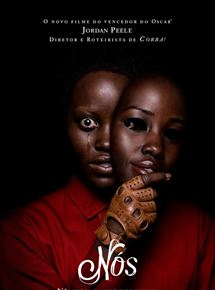 O NOVO FILME DO VENCEDOR DO OSCAR®
JORDAN PEELE
DIRETOR E ROTEIRISTA DE CORRA!
Nós